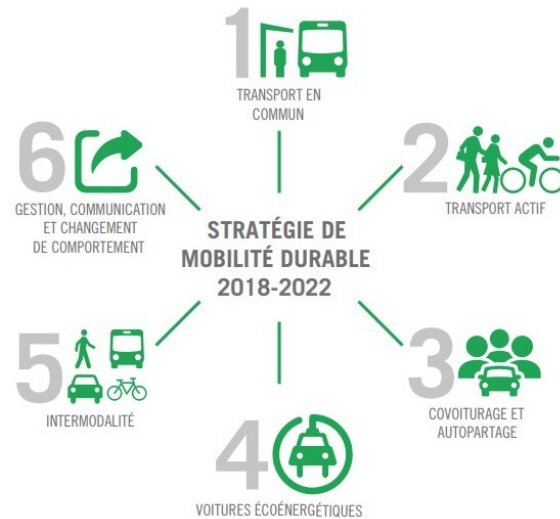 1
TRANSPORT EN
COMMUN
2
TRANSPORT ACTIF
3
COVOITURAGE ET
AUTOPARTAGE
4
VOITURES ÉCOÉNERGÉTIQUES
5
INTERMODALITÉ
6
GESTION, COMMUNICATION
ET CHANGEMENT
DE COMPORTEMENT
STRATÉGIE DE
MOBILITÉ DURABLE
2018-2022